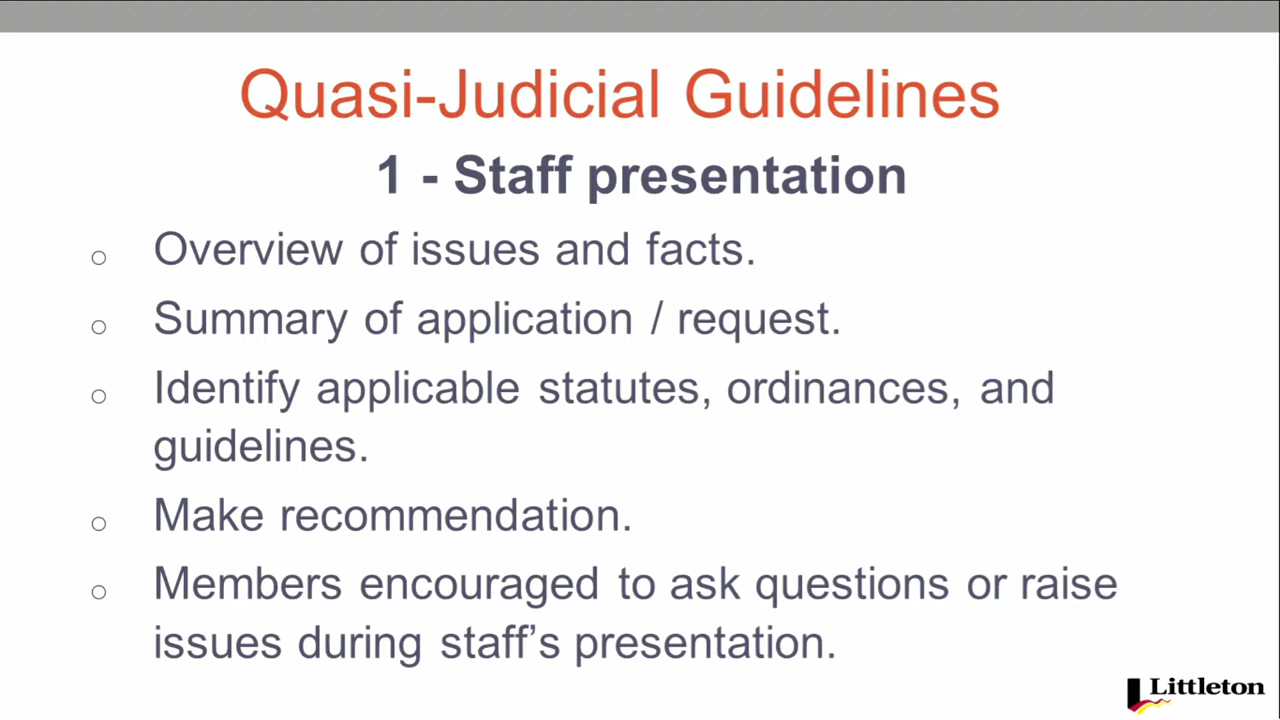 Quasi-Judicial Guidelines
1 - Staff presentation
Overview of issues and facts.
Summary of application / request.
Identify applicable statutes, ordinances, and
guidelines.
Make recommendation.
Members encouraged to ask questions or raise
issues during staff’s presentation.
Littleton